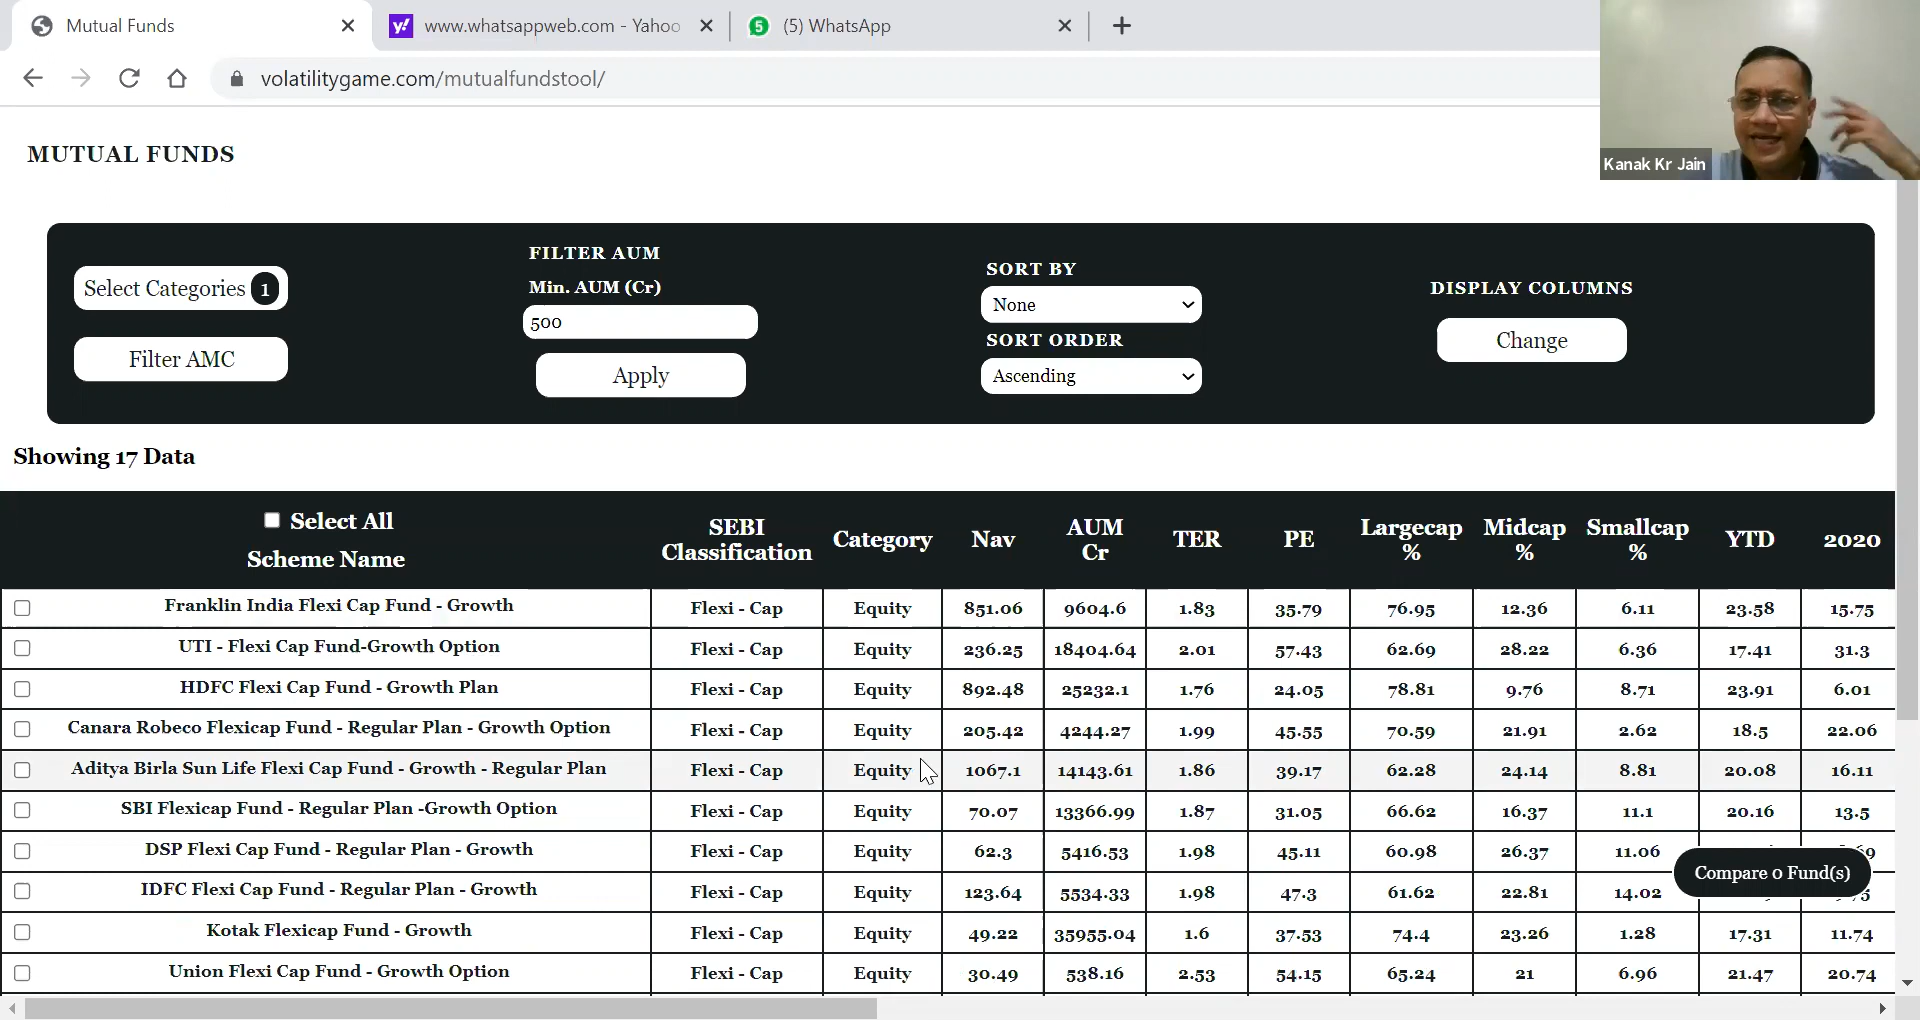 Mutual Funds
www.whatsappweb.com - Yahoo
5 (5) WhatsApp
volatilitygame.com/mutualfundstool/
Kanak Kr Jain
MUTUAL FUNDS
Select Categories 1
Filter AMC
FILTER AUM
Min. AUM (Cr)
500
Apply
SORT BY
None
SORT ORDER
Ascending
DISPLAY COLUMNS
Change
Showing 17 Data
Select All
Scheme Name SEBI Classification Category Nav AUM Cr TER PE Largecap % Midcap % Smallcap % YTD 2020
Franklin India Flexi Cap Fund - Growth Flexi - Cap Equity 851.06 9604.6 1.83 35.79 76.95 12.36 6.11 23.58 15.75
UTI - Flexi Cap Fund-Growth Option Flexi - Cap Equity 236.25 18404.64 2.01 57.43 62.69 28.22 6.36 17.41 31.3
HDFC Flexi Cap Fund - Growth Plan Flexi - Cap Equity 892.48 25232.1 1.76 24.05 78.81 9.76 8.71 23.91 6.01
Canara Robeco Flexicap Fund - Regular Plan - Growth Option Flexi - Cap Equity 205.42 4244.27 1.99 45.55 70.59 21.91 2.62 18.5 22.06
Aditya Birla Sun Life Flexi Cap Fund - Growth - Regular Plan Flexi - Cap Equity 1067.1 14143.61 1.86 39.17 62.28 24.14 8.81 20.08 16.11
SBI Flexicap Fund - Regular Plan -Growth Option Flexi - Cap Equity 70.07 13366.99 1.87 31.05 66.62 16.37 11.1 20.16 13.5
DSP Flexi Cap Fund - Regular Plan - Growth Flexi - Cap Equity 62.3 5416.53 1.98 45.11 60.98 26.37 11.06
Compare 0 Fund(s)
IDFC Flexi Cap Fund - Regular Plan - Growth Flexi - Cap Equity 123.64 5534.33 1.98 47.3 61.62 22.81 14.02
Kotak Flexicap Fund - Growth Flexi - Cap Equity 49.22 35955.04 1.6 37.53 74.4 23.26 1.28 17.31 11.74
Union Flexi Cap Fund - Growth Option Flexi - Cap Equity 30.49 538.16 2.53 54.15 65.24 21 6.96 21.47 20.74